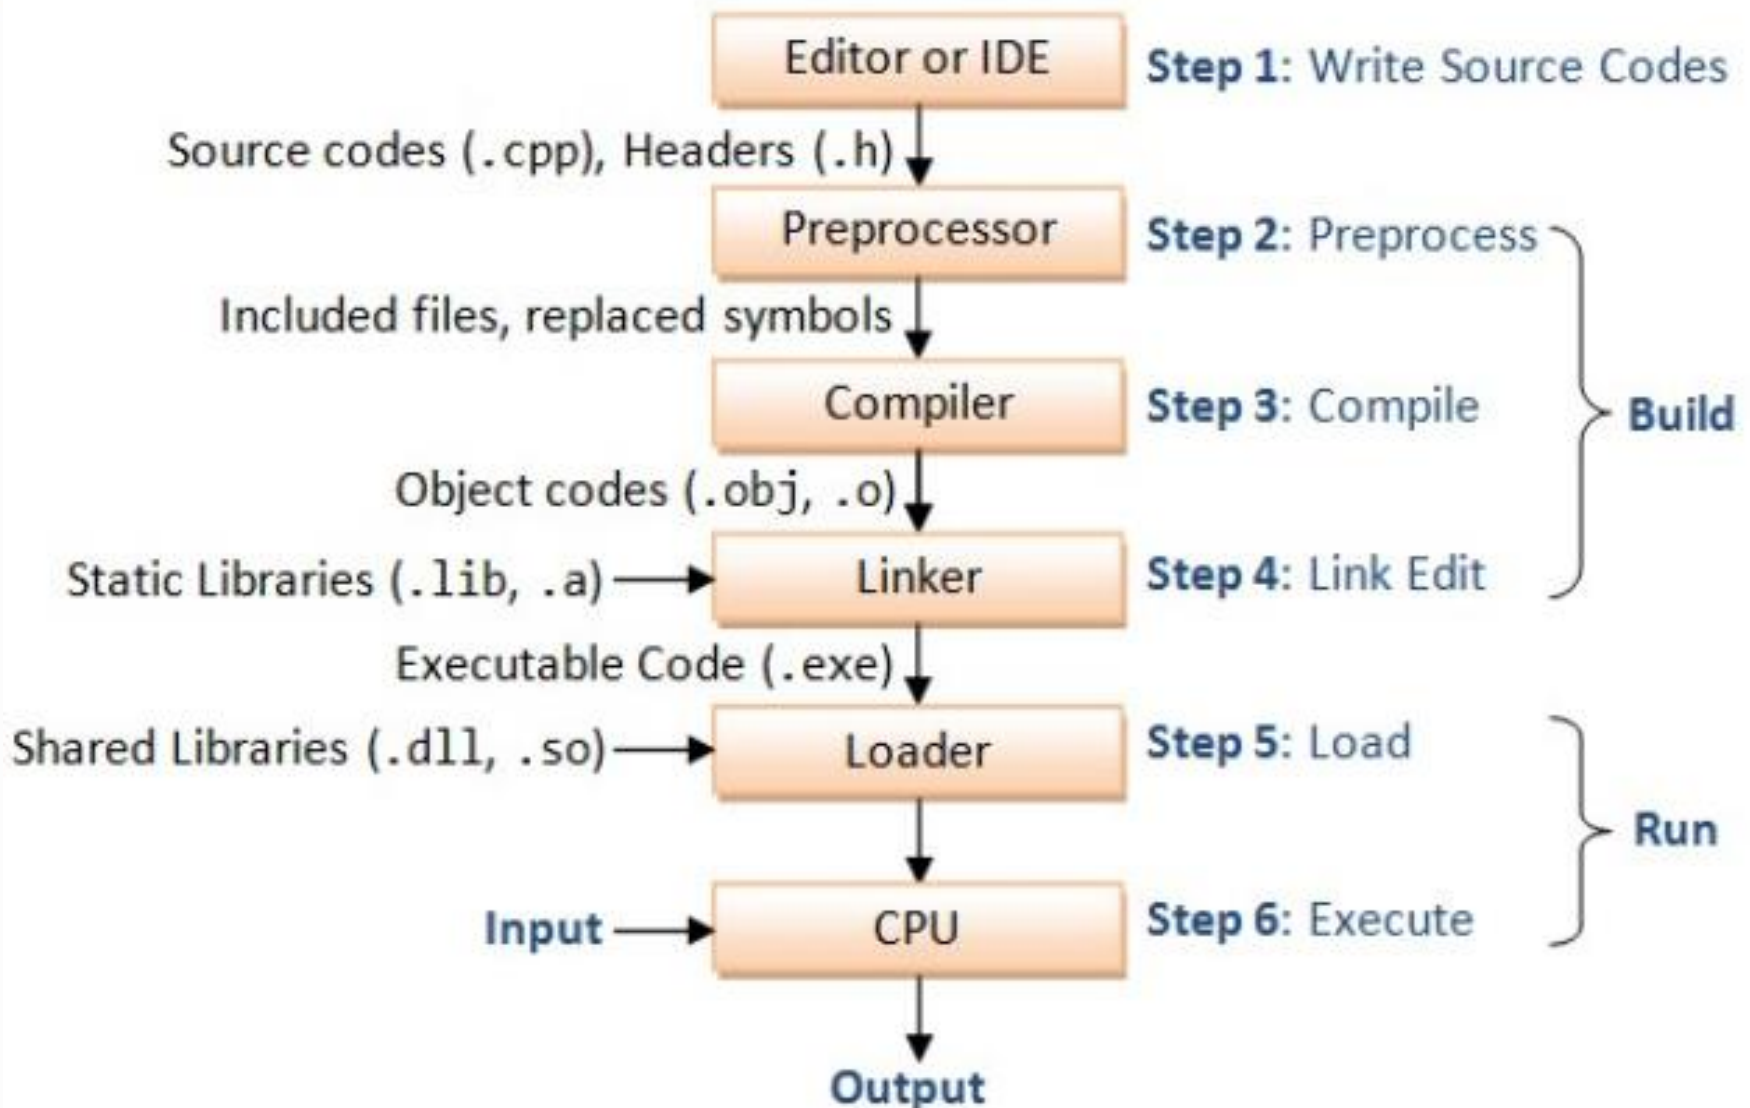 Editor or IDE
Step 1: Write Source Codes
Source codes (.cpp), Headers (.h)
Preprocessor
Step 2: Preprocess
Included files, replaced symbols
Compiler
Step 3: Compile
Build
Object codes (.obj, .o)
Static Libraries (.lib, .a)
Linker
Step 4: Link Edit
Executable Code (.exe)
Shared Libraries (.dll, .so)
Loader
Step 5: Load
Run
Input
CPU
Step 6: Execute
Output